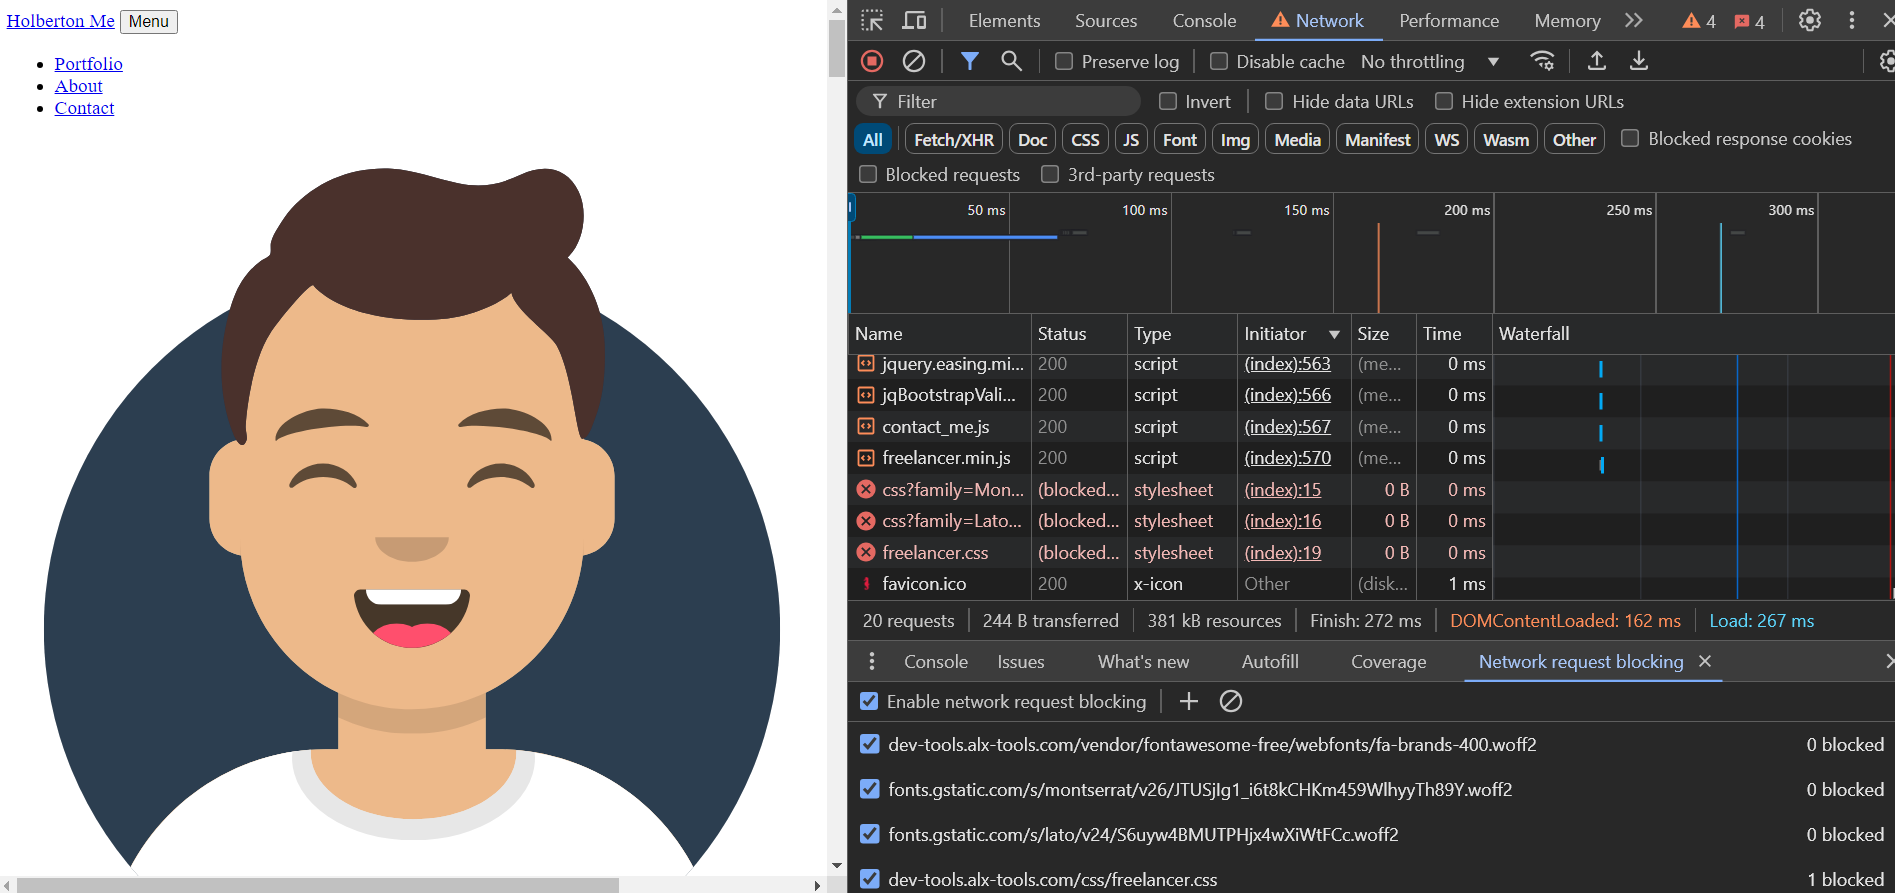 Holberton Me Menu
Portfolio
About
Contact
Elements Sources Console Network Performance Memory 4 4
Preserve log Disable cache No throttling
Filter Invert Hide data URLs Hide extension URLs
All Fetch/XHR Doc CSS JS Font Img Media Manifest WS Wasm Other Blocked response cookies
Blocked requests 3rd-party requests
50 ms 100 ms 150 ms 200 ms 250 ms 300 ms
Name Status Type Initiator Size Time Waterfall
jquery.easing.mi... 200 script (index):563 (me... 0 ms
jqBootstrapVali... 200 script (index):566 (me... 0 ms
contact_me.js 200 script (index):567 (me... 0 ms
freelancer.min.js 200 script (index):570 (me... 0 ms
css?family=Mon... (blocked... stylesheet (index):15 0 B 0 ms
css?family=Lato... (blocked... stylesheet (index):16 0 B 0 ms
freelancer.css (blocked... stylesheet (index):19 0 B 0 ms
favicon.ico 200 x-icon Other (disk... 1 ms
20 requests 244 B transferred 381 kB resources Finish: 272 ms DOMContentLoaded: 162 ms Load: 267 ms
Console Issues What's new Autofill Coverage Network request blocking
Enable network request blocking
dev-tools.alx-tools.com/vendor/fontawesome-free/webfonts/fa-brands-400.woff2 0 blocked
fonts.gstatic.com/s/montserrat/v26/JTUSjIg1_i6t8kCHKm459WlhyyTh89Y.woff2 0 blocked
fonts.gstatic.com/s/lato/v24/S6uyw4BMUTPHjx4wXiWtFCc.woff2 0 blocked
dev-tools.alx-tools.com/css/freelancer.css 1 blocked